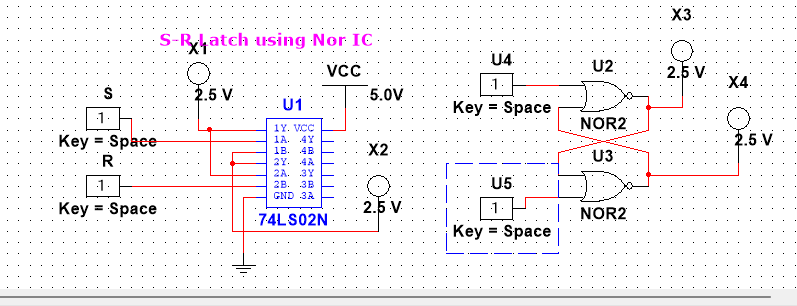 S-R Latch using Nor IC
X1
2.5 V
VCC
5.0V
S
1
Key = Space
R
1
Key = Space
U1
1Y VCC
1A 4Y
1B 4B
2Y 4A
2A 3Y
2B 3B
GND 3A
74LS02N
X2
2.5 V
U4
1
Key = Space
U2
NOR2
X3
2.5 V
X4
2.5 V
U3
NOR2
U5
1
Key = Space